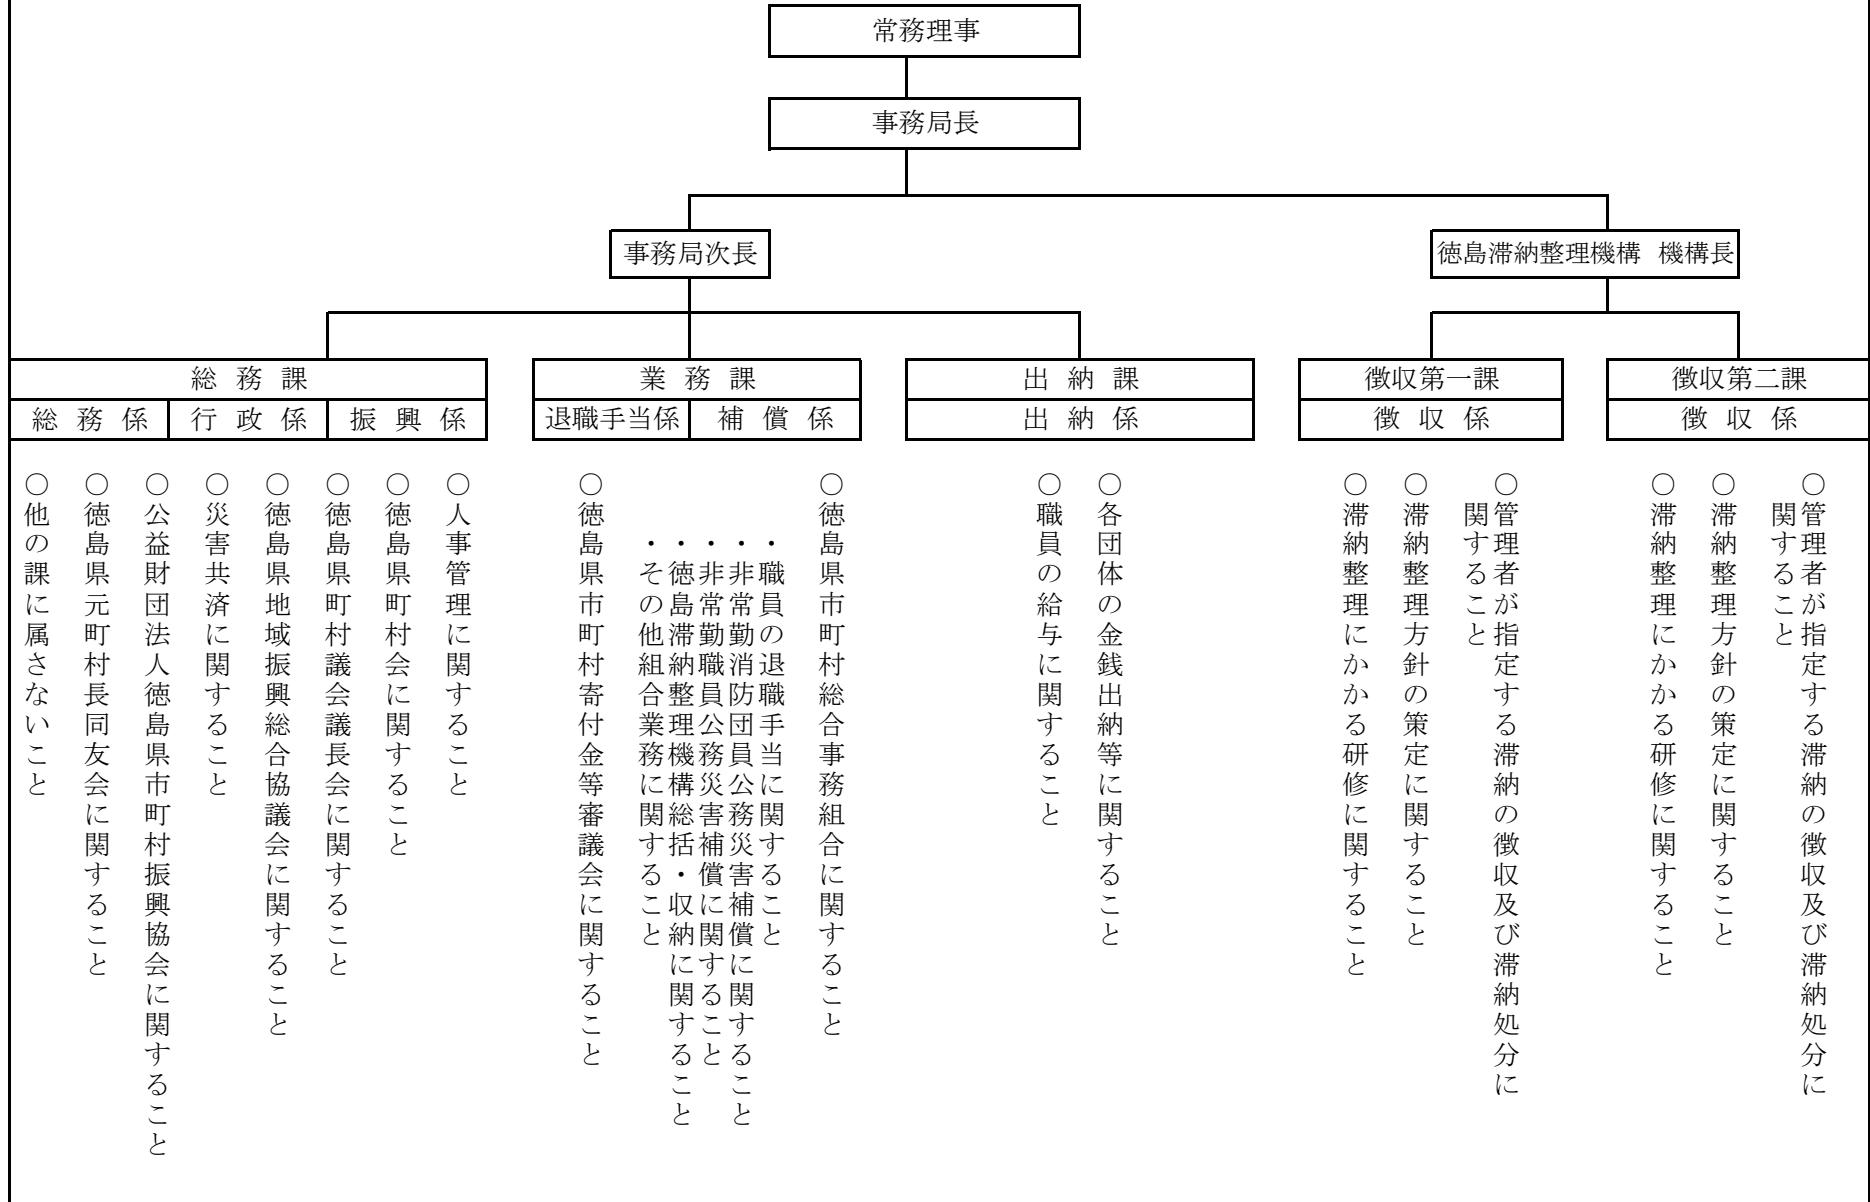 常務理事
事務局長
事務局次長
徳島滞納整理機構 機構長
総務課
総務係
行政係
振興係
○人事管理に関すること
○徳島県町村会に関すること
○徳島県町村議会議長会に関すること
○徳島県地域振興総合協議会に関すること
○災害共済に関すること
○公益財団法人徳島県市町村振興協会に関すること
○徳島県元町村長同友会に関すること
○他の課に属さないこと
業務課
退職手当係
補償係
○徳島県市町村総合事務組合に関すること
・職員の退職手当に関すること
・非常勤消防団員公務災害補償に関すること
・非常勤職員公務災害補償に関すること
・徳島滞納整理機構総括・収納に関すること
・その他組合業務に関すること
○徳島県市町村寄付金等審議会に関すること
出納課
出納係
○各団体の金銭出納等に関すること
○職員の給与に関すること
徴収第一課
徴収係
○管理者が指定する滞納の徴収及び滞納処分に
関すること
○滞納整理方針の策定に関すること
○滞納整理にかかる研修に関すること
徴収第二課
徴収係
○管理者が指定する滞納の徴収及び滞納処分に
関すること
○滞納整理方針の策定に関すること
○滞納整理にかかる研修に関すること